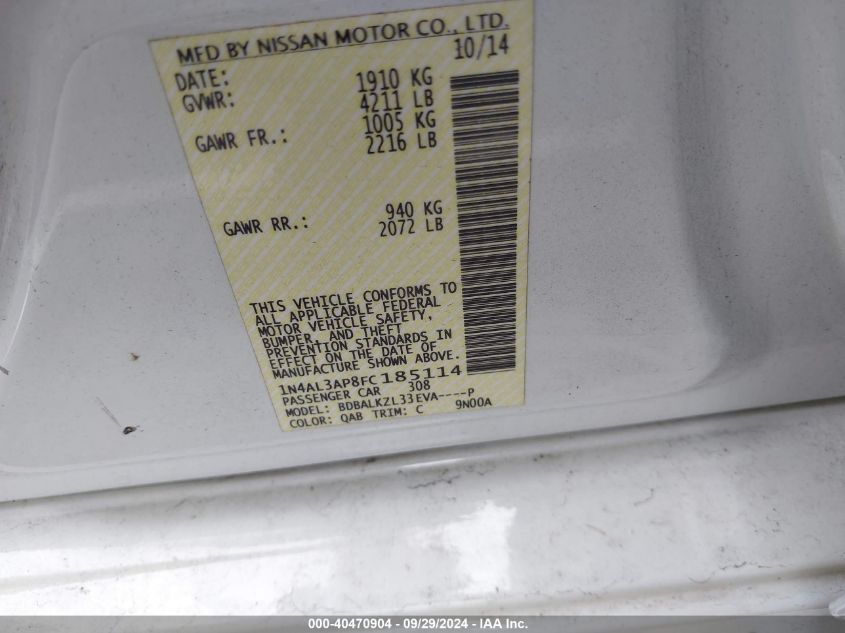 MFD BY NISSAN MOTOR CO., LTD.
DATE: 10/14
GVWR: 1910 KG
4211 LB
GAWR FR.: 1005 KG
2216 LB
GAWR RR.: 940 KG
2072 LB
THIS VEHICLE CONFORMS TO
ALL APPLICABLE FEDERAL
MOTOR VEHICLE SAFETY,
BUMPER, AND THEFT
PREVENTION STANDARDS IN
EFFECT ON THE DATE OF
MANUFACTURE SHOWN ABOVE.
1N4AL3AP8FC185114
PASSENGER CAR 308
MODEL: BDBALKZL33EVA----P
COLOR: QAB TRIM: C 9N00A
000-40470904 - 09/29/2024 - IAA Inc.